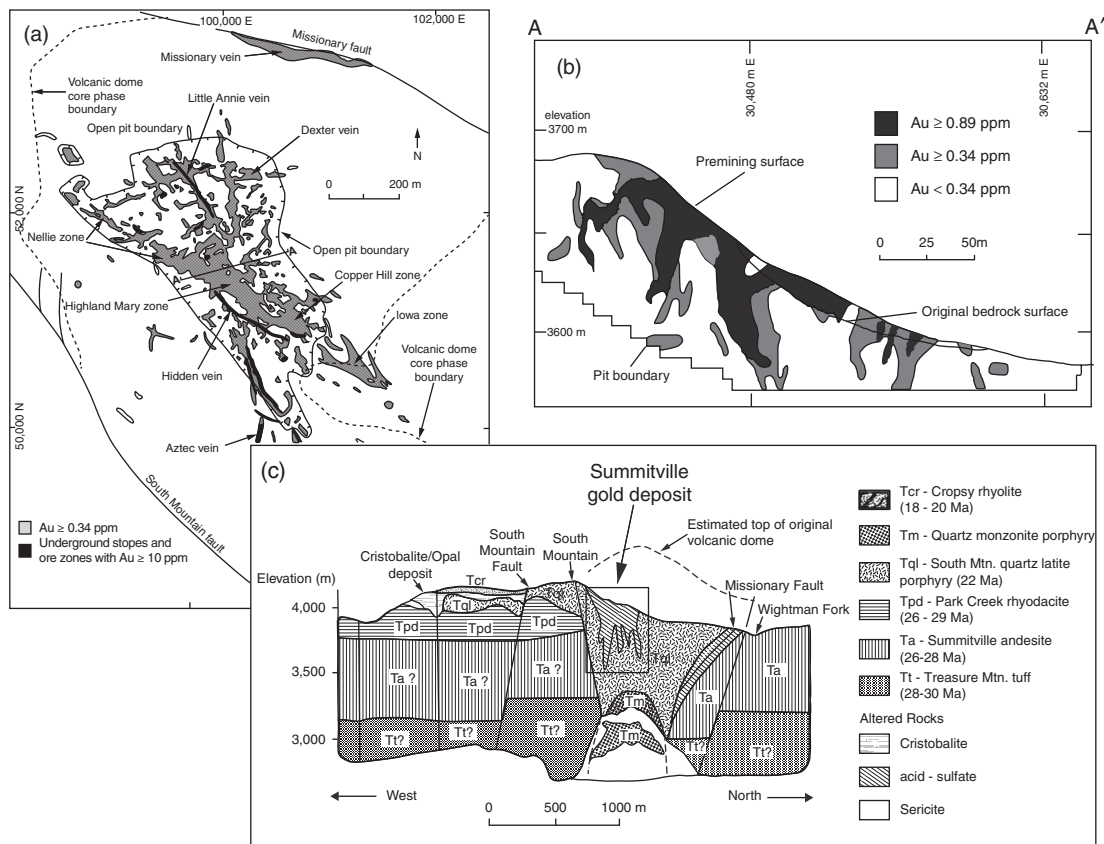 (a)
100,000 E
102,000 E
Missionary fault
Missionary vein
Volcanic dome
core phase
boundary
Little Annie vein
Open pit boundary
Dexter vein
N
0 200 m
52,000 N
Nellie zone
A
A'
Open pit boundary
Copper Hill zone
Highland Mary zone
Iowa zone
Hidden vein
Volcanic dome
core phase
boundary
50,000 N
Aztec vein
South Mountain fault
Au ≥ 0.34 ppm
Underground stopes and
ore zones with Au ≥ 10 ppm
A
A'
(b)
30,480 m E
30,632 m E
elevation
3700 m
Au ≥ 0.89 ppm
Au ≥ 0.34 ppm
Au < 0.34 ppm
Premining surface
0 25 50m
Original bedrock surface
3600 m
Pit boundary
(c)
Summitville
gold deposit
Estimated top of original
volcanic dome
South
Mountain
South
Mountain
Fault
Cristobalite/Opal
deposit
Elevation (m)
Tcr
Missionary Fault
Wightman Fork
4,000
Tql
Tql
Tpd
Tpd
Tpd
Tql
3,500
Ta ?
Ta ?
Ta ?
Ta
Ta
Tm
3,000
Tt?
Tt?
Tt?
Tm
Tt?
Tt?
West
North
0 500 1000 m
Tcr - Cropsy rhyolite
(18 - 20 Ma)
Tm - Quartz monzonite porphyry
Tql - South Mtn. quartz latite
porphyry (22 Ma)
Tpd - Park Creek rhyodacite
(26 - 29 Ma)
Ta - Summitville andesite
(26-28 Ma)
Tt - Treasure Mtn. tuff
(28-30 Ma)
Altered Rocks
Cristobalite
acid - sulfate
Sericite